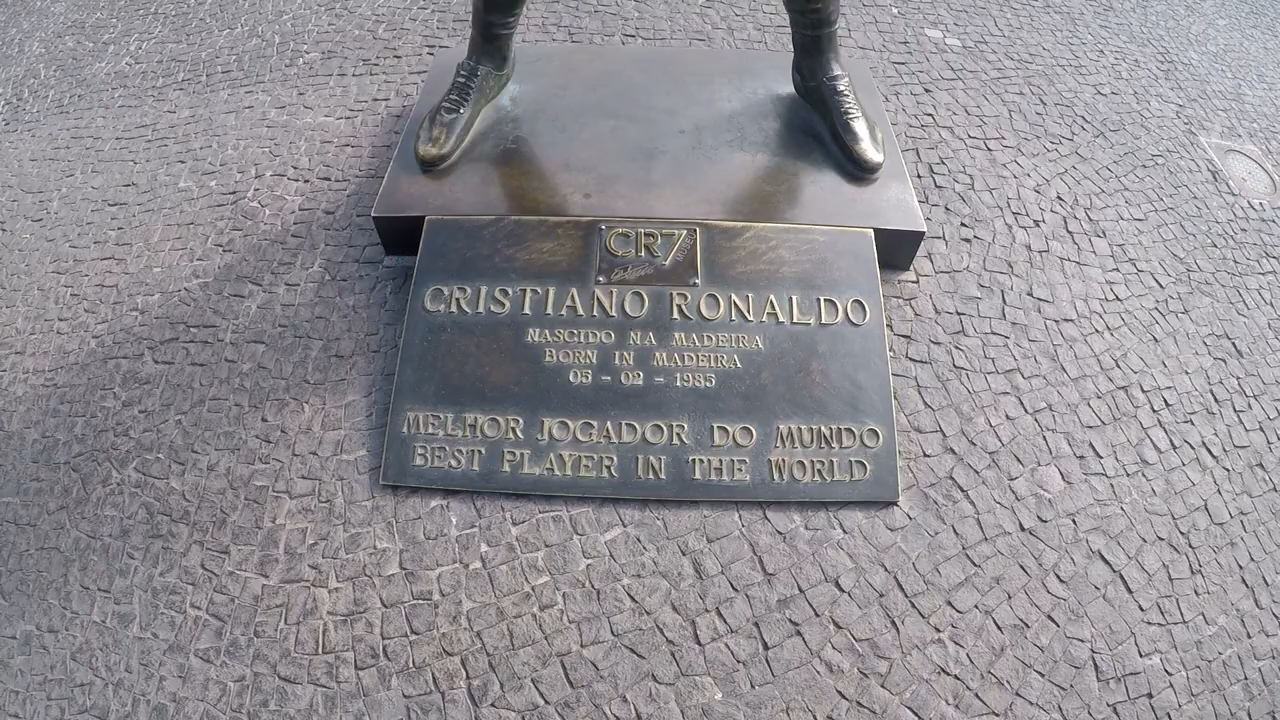 CR7
MUSEU
CRISTIANO RONALDO
NASCIDO NA MADEIRA
BORN IN MADEIRA
05 - 02 - 1985
MELHOR JOGADOR DO MUNDO
BEST PLAYER IN THE WORLD